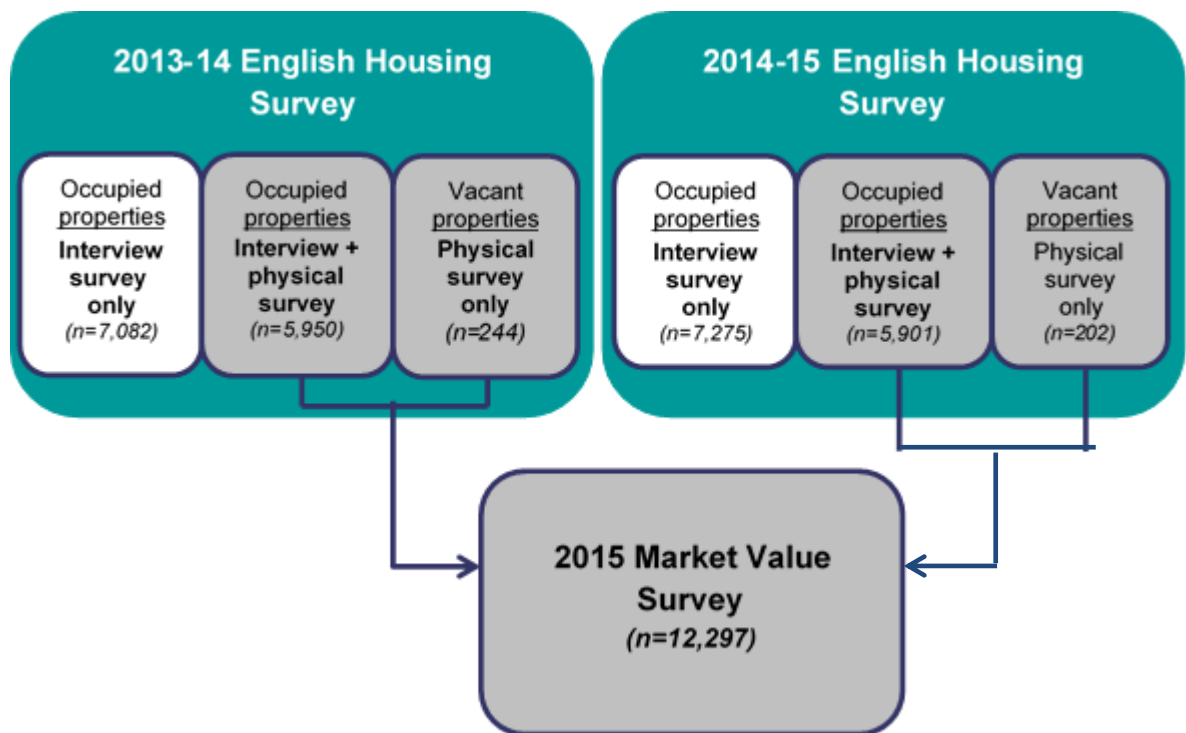 2013-14 English Housing
Survey
Occupied
properties
Interview
survey
only
(n=7,082)
Occupied
properties
Interview +
physical
survey
(n=5,950)
Vacant
properties
Physical
survey
only
(n=244)
2014-15 English Housing
Survey
Occupied
properties
Interview
survey
only
(n=7,275)
Occupied
properties
Interview +
physical
survey
(n=5,901)
Vacant
properties
Physical
survey
only
(n=202)
2015 Market Value
Survey
(n=12,297)